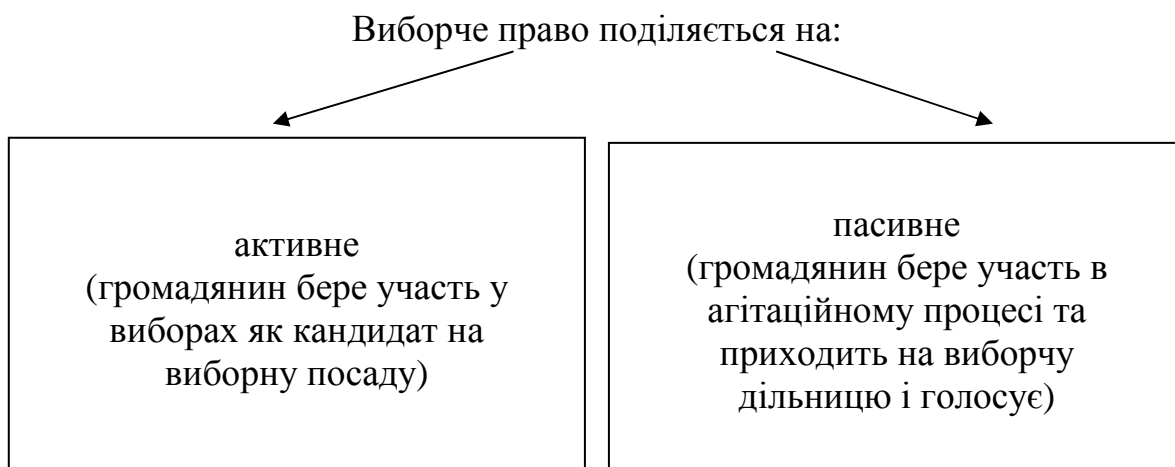 Виборче право поділяється на:
активне
(громадянин бере участь у
виборах як кандидат на
виборну посаду)
пасивне
(громадянин бере участь в
агітаційному процесі та
приходить на виборчу
дільницю і голосує)